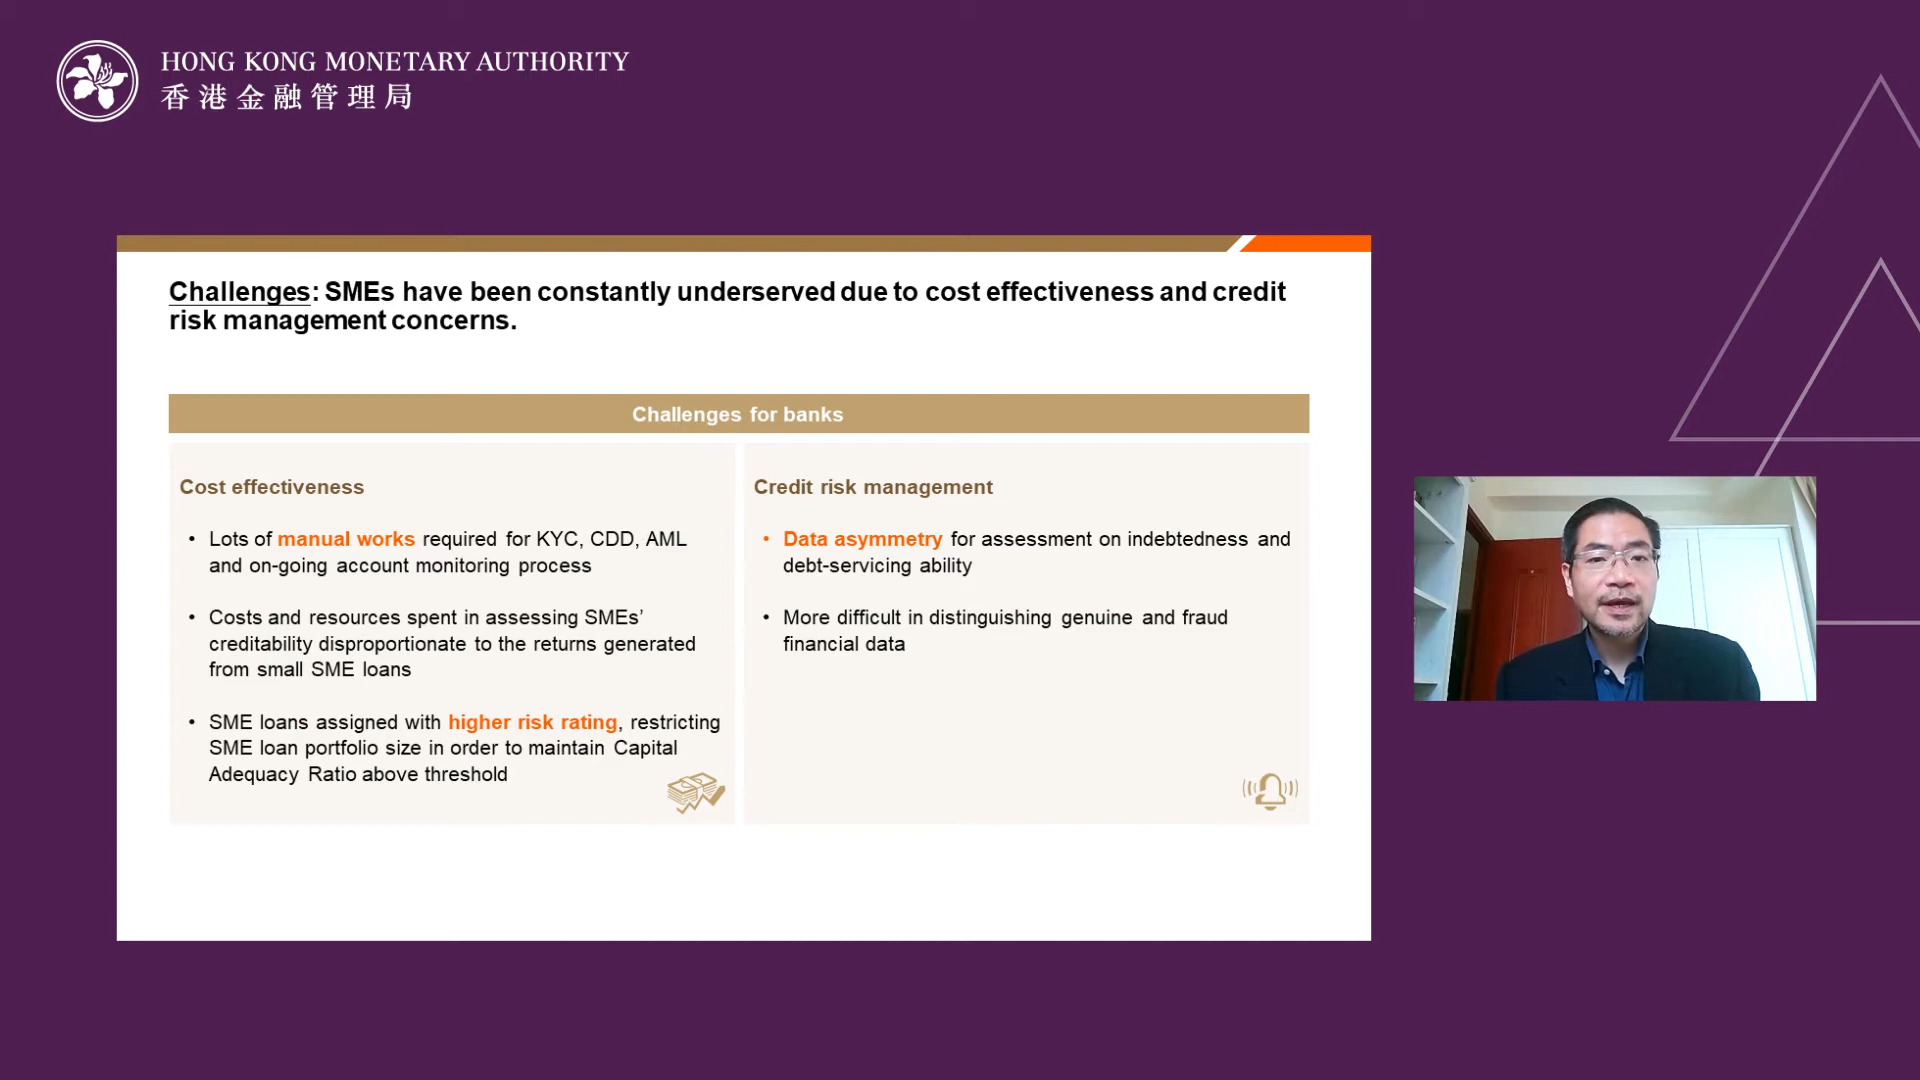 HONG KONG MONETARY AUTHORITY
香港金融管理局
Challenges: SMEs have been constantly underserved due to cost effectiveness and credit
risk management concerns.
Challenges for banks
Cost effectiveness
• Lots of manual works required for KYC, CDD, AML
and on-going account monitoring process
• Costs and resources spent in assessing SMEs’
creditability disproportionate to the returns generated
from small SME loans
• SME loans assigned with higher risk rating, restricting
SME loan portfolio size in order to maintain Capital
Adequacy Ratio above threshold
Credit risk management
• Data asymmetry for assessment on indebtedness and
debt-servicing ability
• More difficult in distinguishing genuine and fraud
financial data